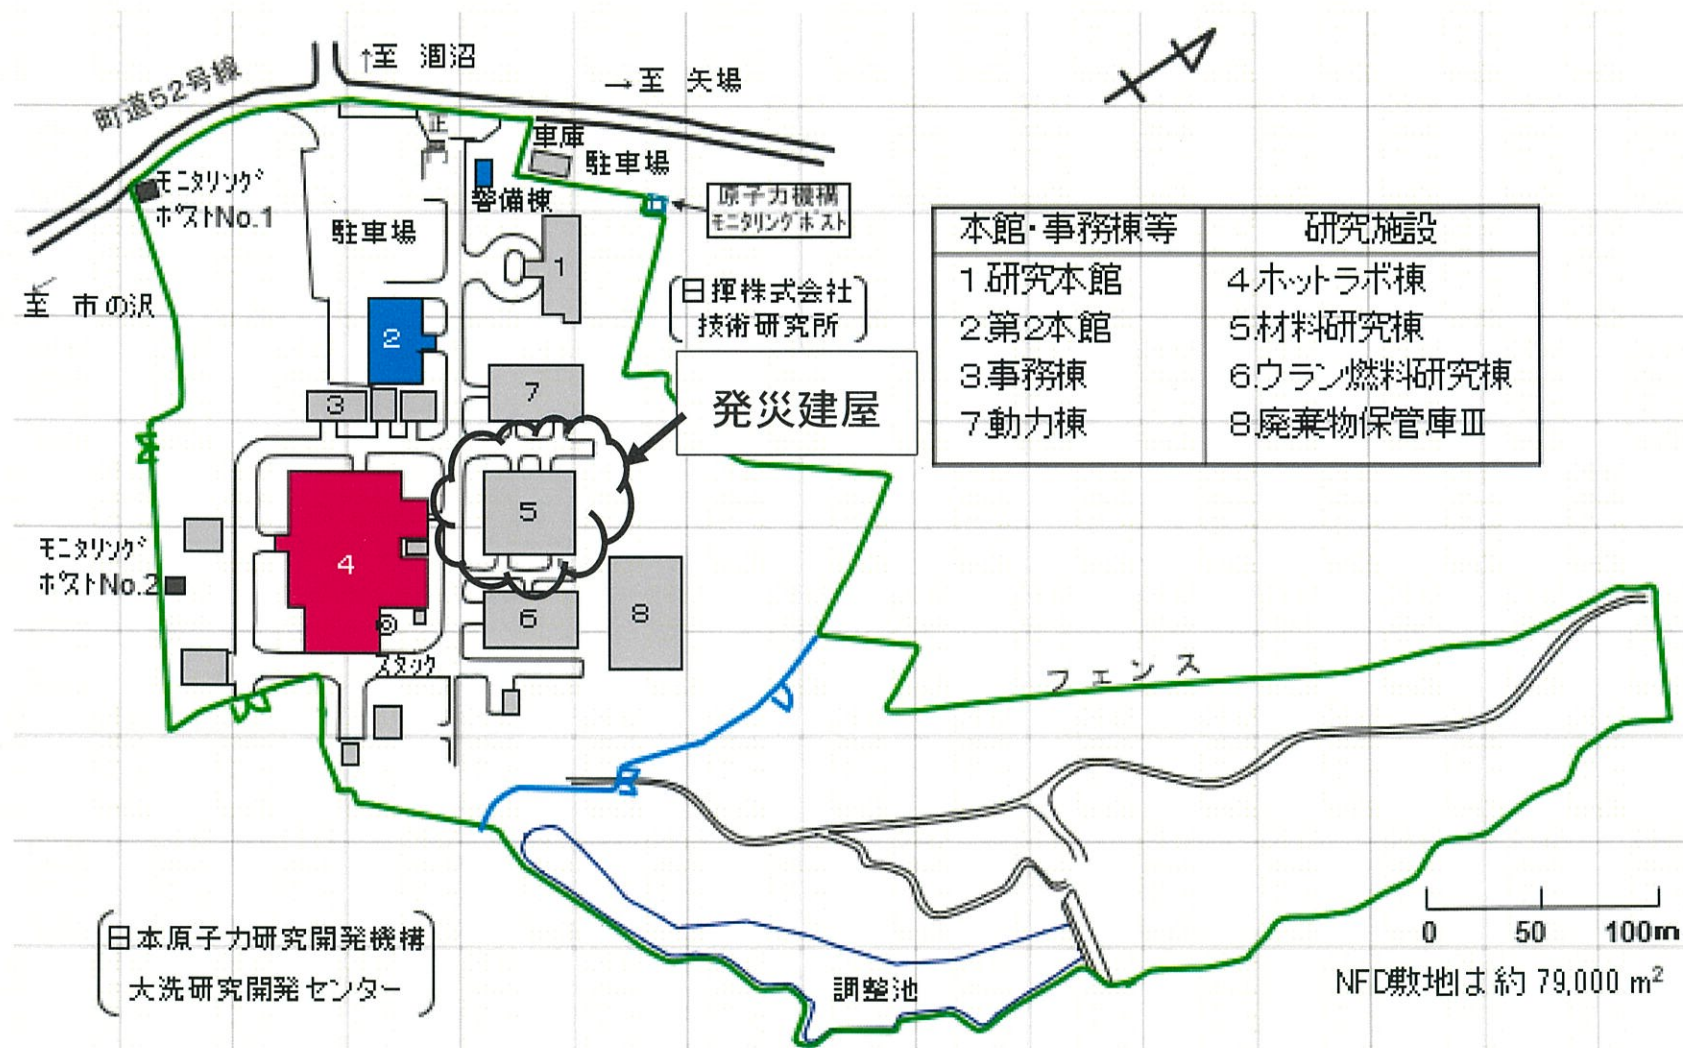 町道52号線
↑至 涸沼
→至 矢場
正
車庫
駐車場
モニタリング
ポストNo.1
警備棟
原子力機構
モニタリングポスト
駐車場
至 市の沢
1
日揮株式会社
技術研究所
2
3
7
発災建屋
本館・事務棟等
研究施設
1.研究本館
4.ホットラボ棟
2.第2本館
5.材料研究棟
3.事務棟
6.ウラン燃料研究棟
7.動力棟
8.廃棄物保管庫Ⅲ
5
モニタリング
ポストNo.2
4
6
8
スタック
フェンス
日本原子力研究開発機構
大洗研究開発センター
調整池
0 50 100m
NFD敷地は約 79,000 m²